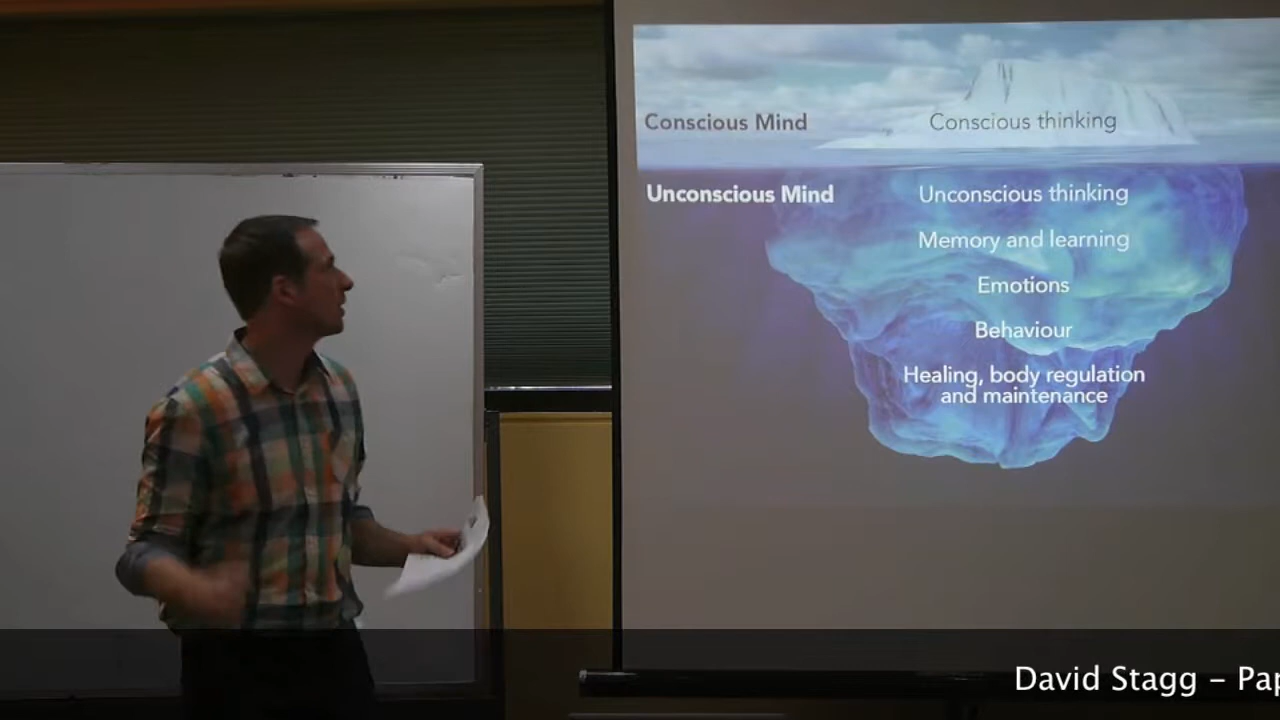 Conscious Mind
Conscious thinking
Unconscious Mind
Unconscious thinking
Memory and learning
Emotions
Behaviour
Healing, body regulation
and maintenance
David Stagg –